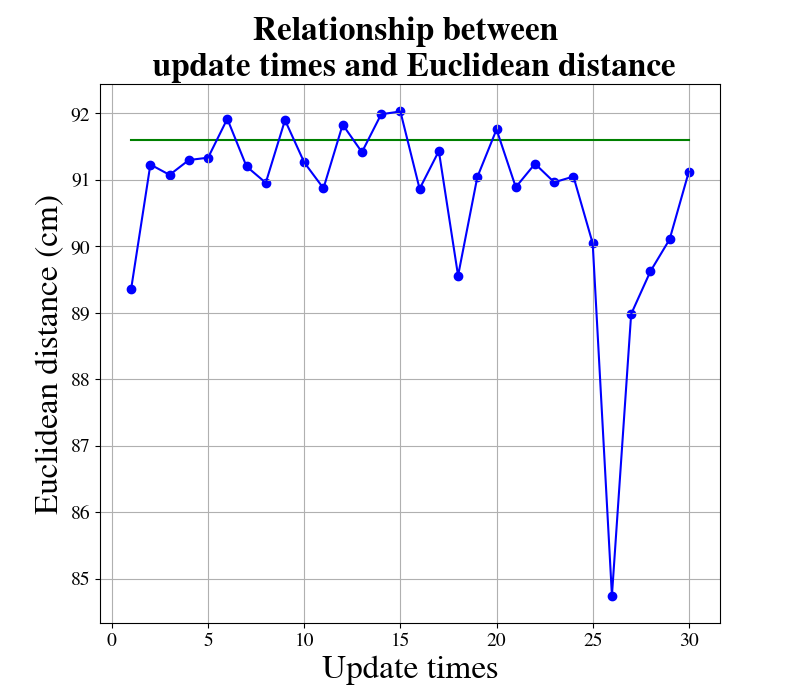 Relationship between
update times and Euclidean distance
Euclidean distance (cm)
92
91
90
89
88
87
86
85
0 5 10 15 20 25 30
Update times